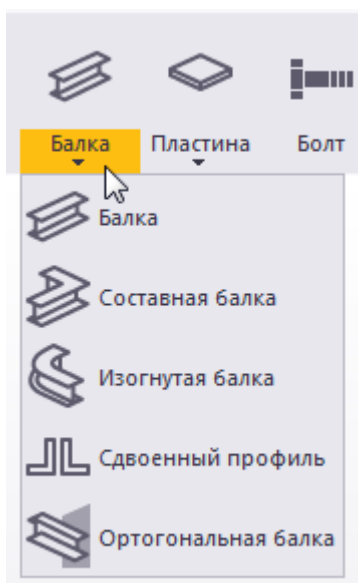 Балка Пластина Болт
Балка
Составная балка
Изогнутая балка
Сдвоенный профиль
Ортогональная балка